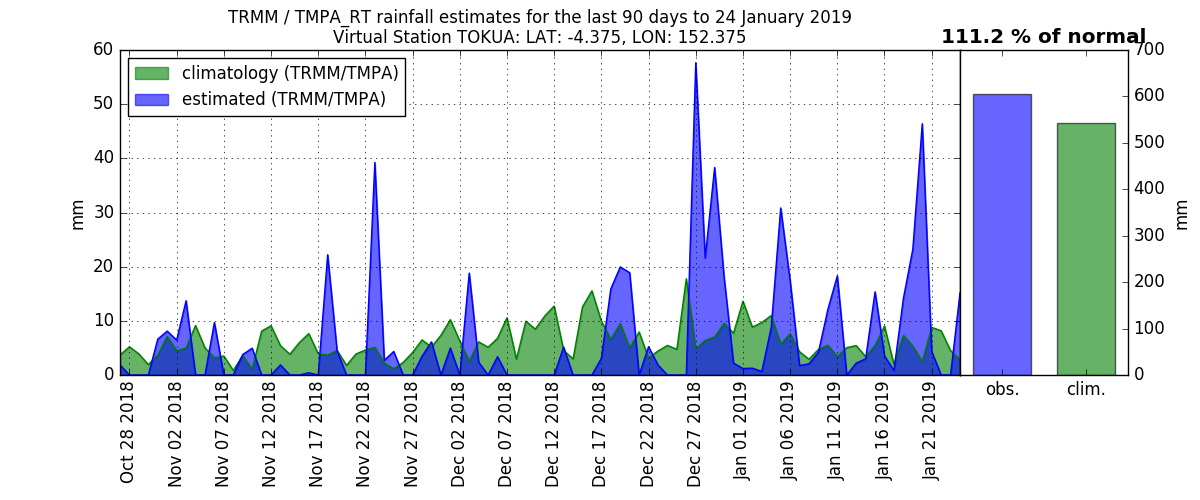 TRMM / TMPA_RT rainfall estimates for the last 90 days to 24 January 2019
Virtual Station TOKUA: LAT: -4.375, LON: 152.375
111.2 % of normal
climatology (TRMM/TMPA)
estimated (TRMM/TMPA)
mm
60
50
40
30
20
10
0
Oct 28 2018
Nov 02 2018
Nov 07 2018
Nov 12 2018
Nov 17 2018
Nov 22 2018
Nov 27 2018
Dec 02 2018
Dec 07 2018
Dec 12 2018
Dec 17 2018
Dec 22 2018
Dec 27 2018
Jan 01 2019
Jan 06 2019
Jan 11 2019
Jan 16 2019
Jan 21 2019
obs.
clim.
700
600
500
400
300
200
100
0
mm